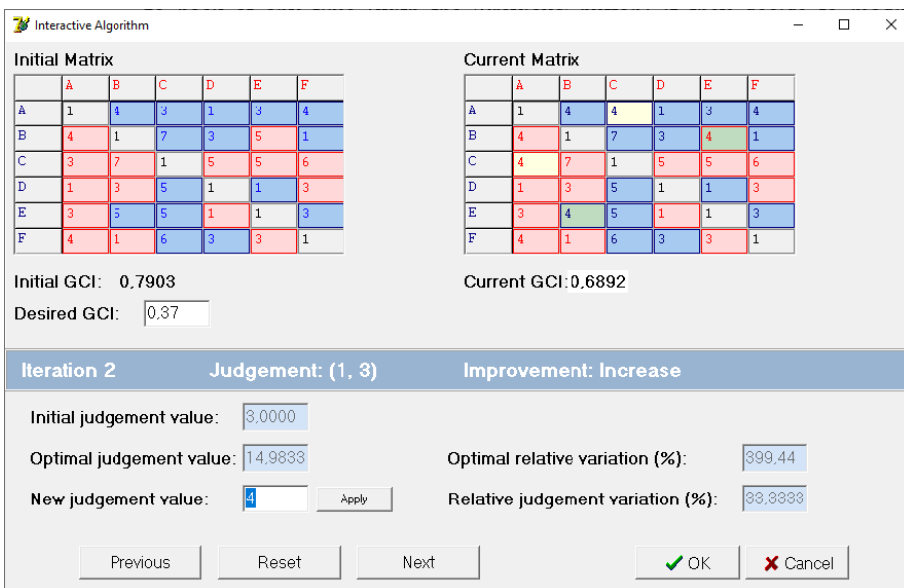 Interactive Algorithm
Initial Matrix
A B C D E F
A 1 4 3 1 3 4
B 4 1 7 3 5 1
C 3 7 1 5 5 6
D 1 3 5 1 1 3
E 3 5 5 1 1 3
F 4 1 6 3 3 1
Initial GCI: 0,7903
Desired GCI: 0,37
Current Matrix
A B C D E F
A 1 4 4 1 3 4
B 4 1 7 3 4 1
C 4 7 1 5 5 6
D 1 3 5 1 1 3
E 3 4 5 1 1 3
F 4 1 6 3 3 1
Current GCI: 0,6892
Iteration 2 Judgement: (1, 3) Improvement: Increase
Initial judgement value: 3,0000
Optimal judgement value: 14,9833 Optimal relative variation (%): 399,44
New judgement value: 4 Apply Relative judgement variation (%): 33,3333
Previous Reset Next OK Cancel